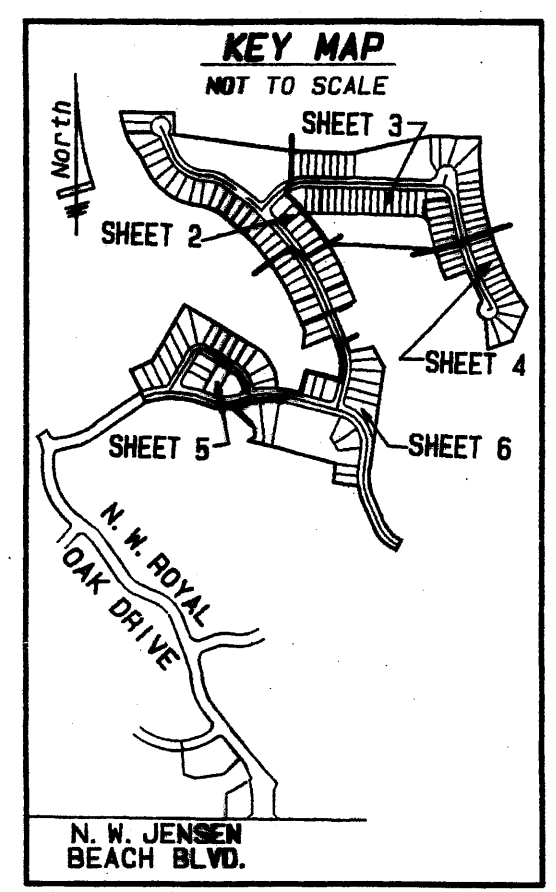 KEY MAP
NOT TO SCALE
North
SHEET 3
SHEET 2
SHEET 4
SHEET 5
SHEET 6
N. W. ROYAL
OAK DRIVE
N. W. JENSEN
BEACH BLVD.